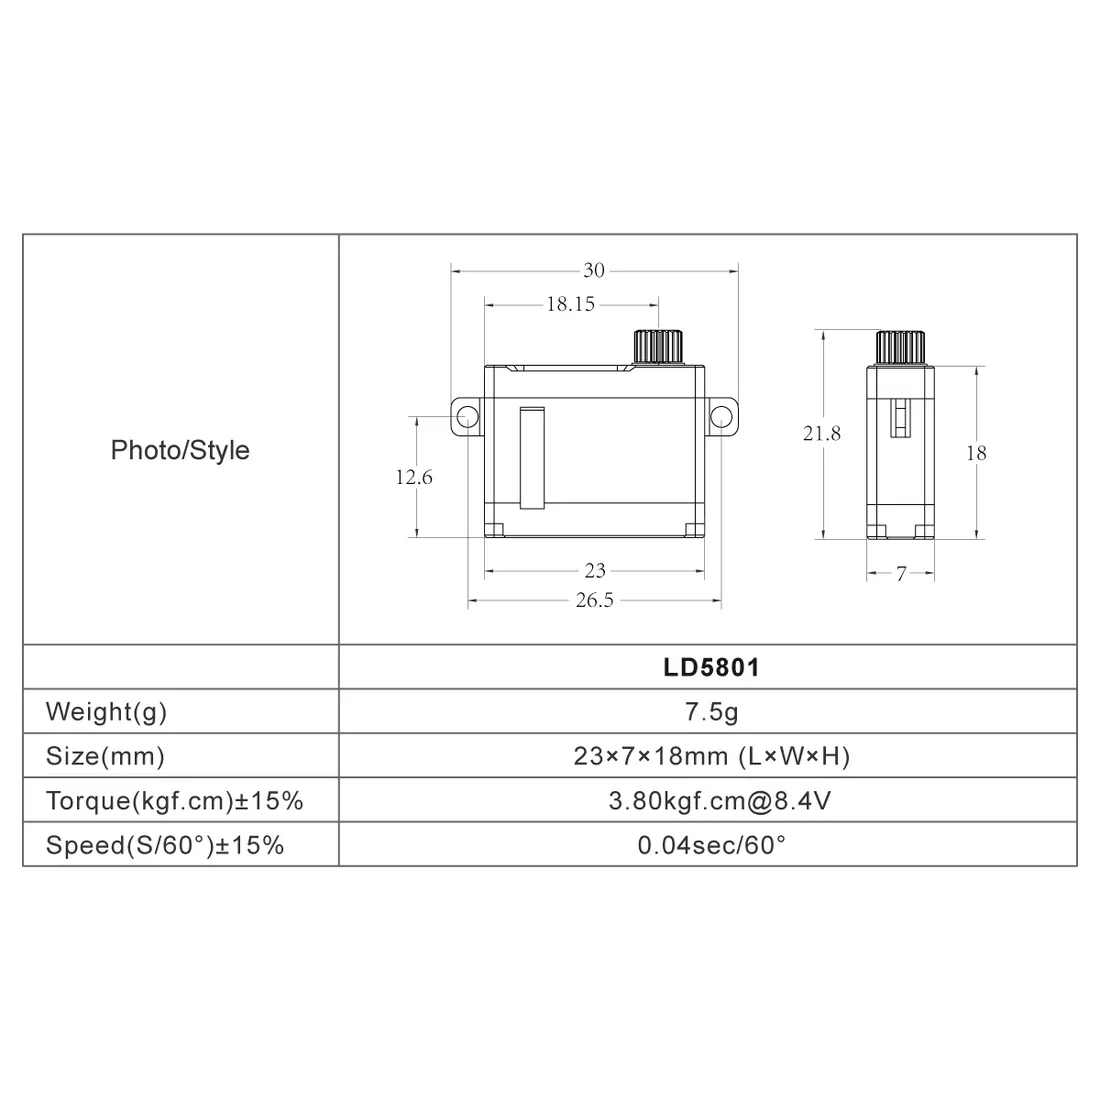 30
18.15
21.8
18
12.6
Photo/Style
23
7
26.5
LD5801
Weight(g) 7.5g
Size(mm) 23×7×18mm (L×W×H)
Torque(kgf.cm)±15% 3.80kgf.cm@8.4V
Speed(S/60°)±15% 0.04sec/60°